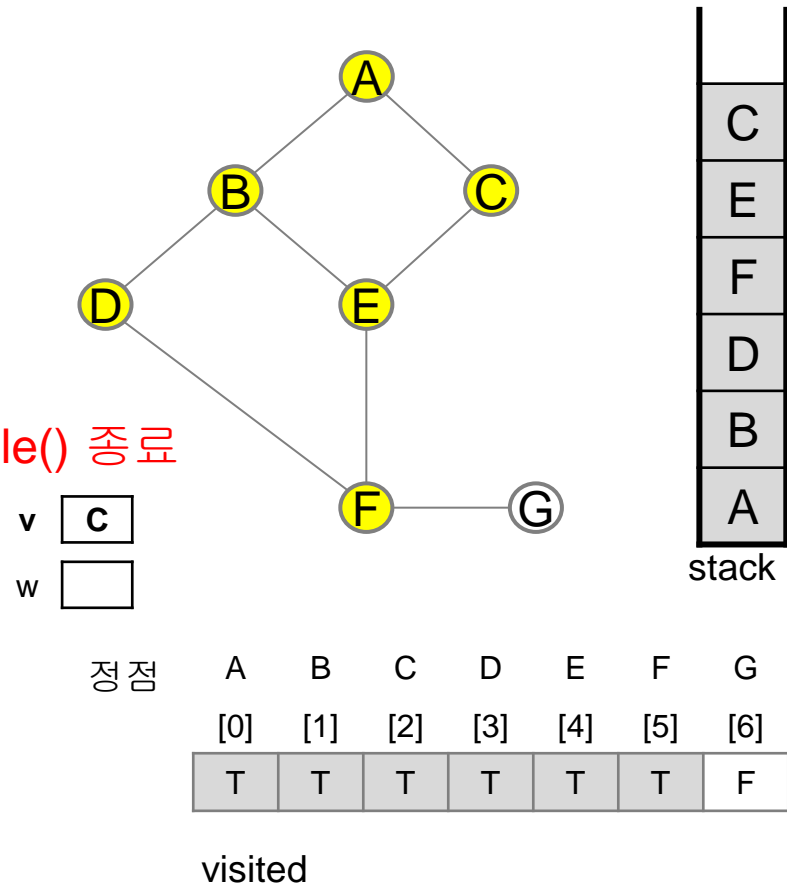 A
B
C
D
E
F
G
C
E
F
D
B
A
stack
le() 종료
v C
w
정점 A B C D E F G
[0] [1] [2] [3] [4] [5] [6]
T T T T T T F
visited